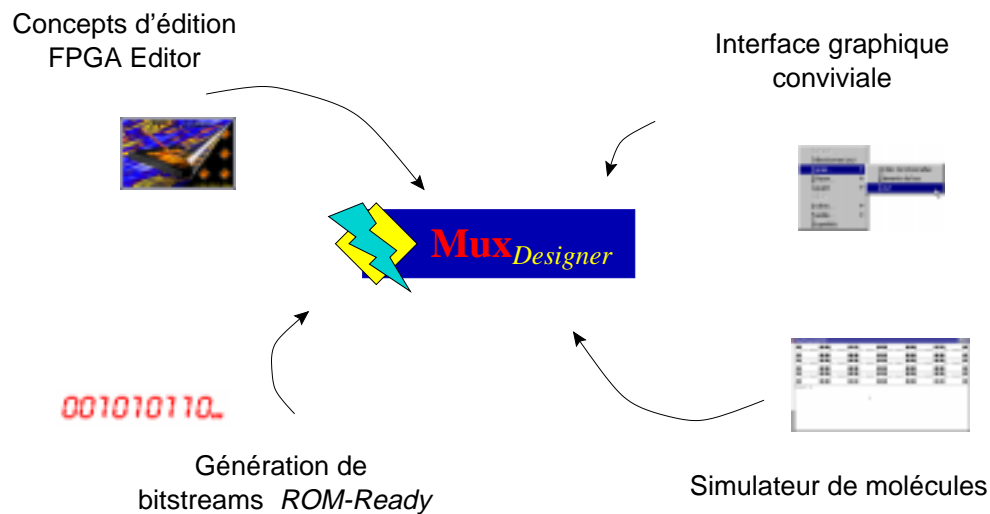 Concepts d'édition
FPGA Editor
Interface graphique
conviviale
Mux Designer
001010110...
Génération de
bitstreams ROM-Ready
Simulateur de molécules